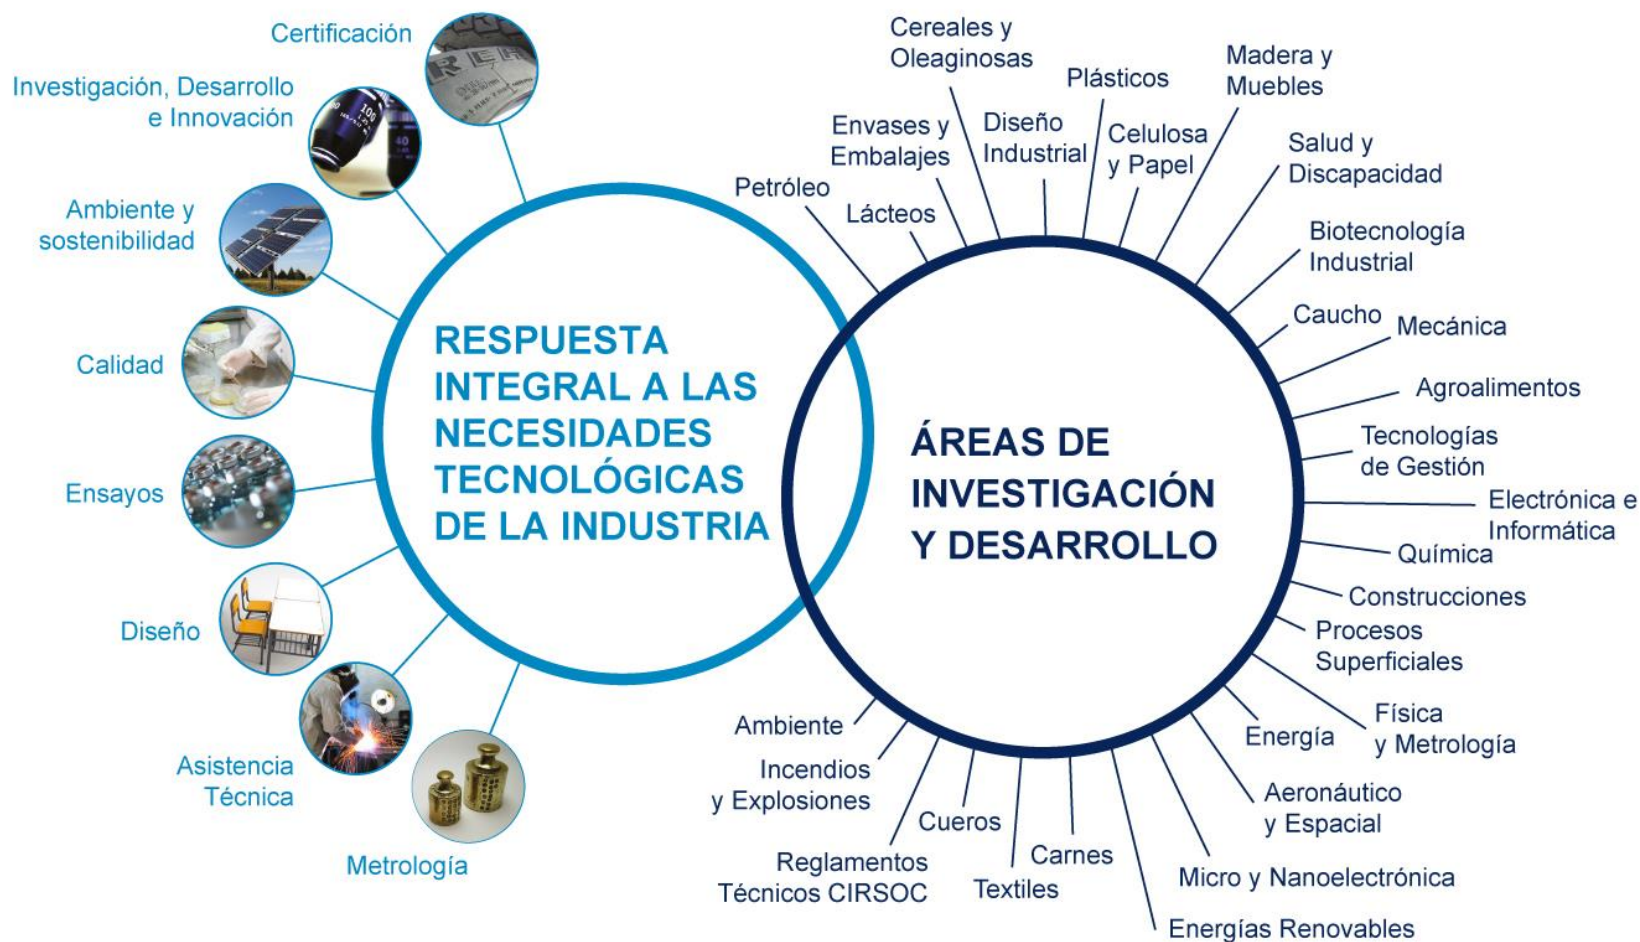 Certificación
Investigación, Desarrollo
e Innovación
Ambiente y
sostenibilidad
Calidad
Ensayos
Diseño
Asistencia
Técnica
Metrología
RESPUESTA
INTEGRAL A LAS
NECESIDADES
TECNOLÓGICAS
DE LA INDUSTRIA
ÁREAS DE
INVESTIGACIÓN
Y DESARROLLO
Petróleo
Lácteos
Envases y
Embalajes
Cereales y
Oleaginosas
Diseño
Industrial
Plásticos
Celulosa
y Papel
Madera y
Muebles
Salud y
Discapacidad
Biotecnología
Industrial
Caucho
Mecánica
Agroalimentos
Tecnologías
de Gestión
Electrónica e
Informática
Química
Construcciones
Procesos
Superficiales
Física
y Metrología
Energía
Aeronáutico
y Espacial
Micro y Nanoelectrónica
Energías Renovables
Carnes
Textiles
Cueros
Reglamentos
Técnicos CIRSOC
Incendios
y Explosiones
Ambiente
100
40